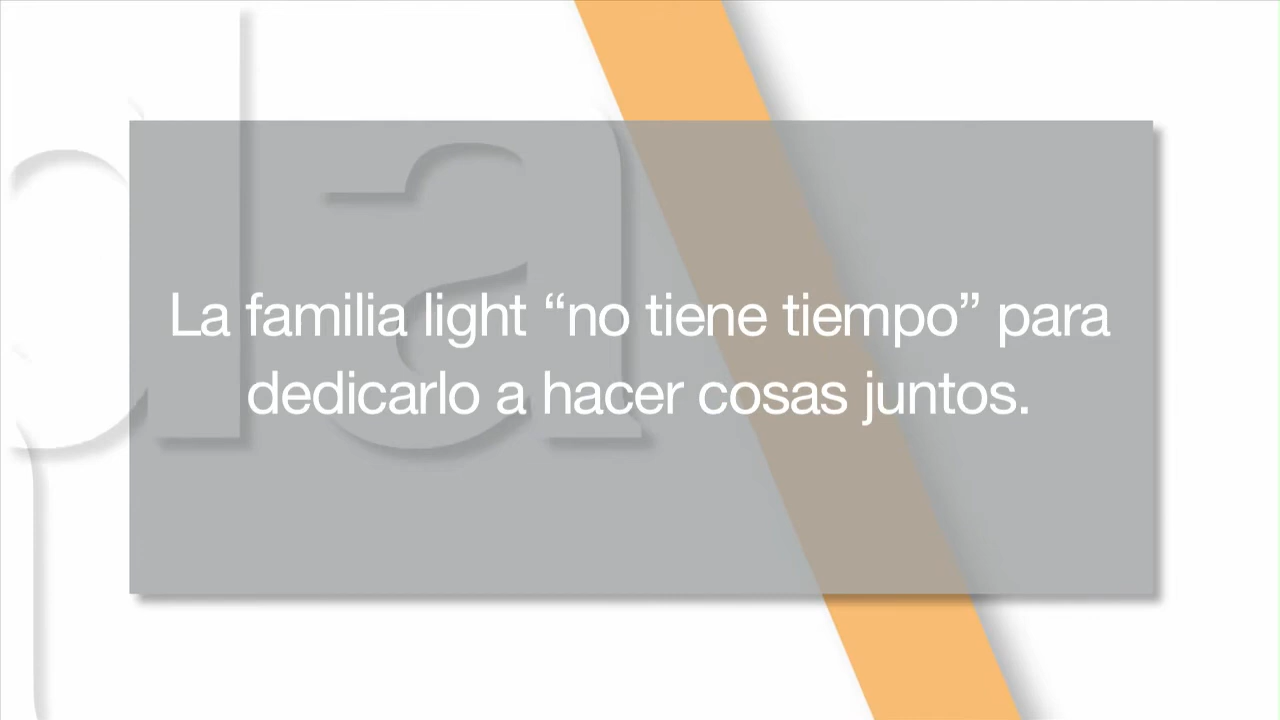 La familia light “no tiene tiempo” para
dedicarlo a hacer cosas juntos.